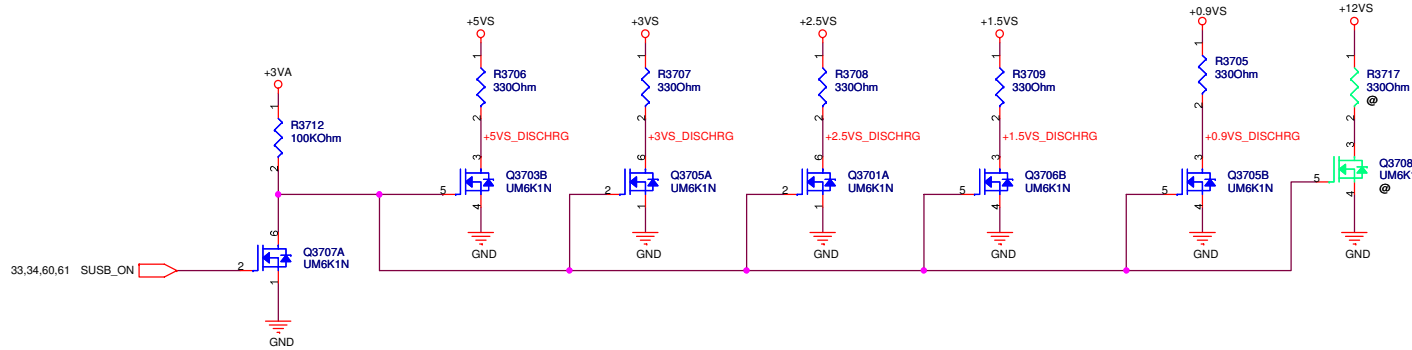 +5VS
+3VS
+2.5VS
+1.5VS
+0.9VS
+12VS
+3VA
1
R3706
330Ohm
2
1
R3707
330Ohm
2
1
R3708
330Ohm
2
1
R3709
330Ohm
2
1
R3705
330Ohm
2
1
R3717
330Ohm
@
2
1
R3712
100KOhm
2
+5VS_DISCHRG
+3VS_DISCHRG
+2.5VS_DISCHRG
+1.5VS_DISCHRG
+0.9VS_DISCHRG
3
5
Q3703B
UM6K1N
4
6
2
Q3705A
UM6K1N
1
6
2
Q3701A
UM6K1N
1
3
5
Q3706B
UM6K1N
4
3
5
Q3705B
UM6K1N
4
3
5
Q3708
UM6K
@
4
GND
GND
GND
GND
GND
GND
6
Q3707A
UM6K1N
33,34,60,61 SUSB_ON
2
1
GND